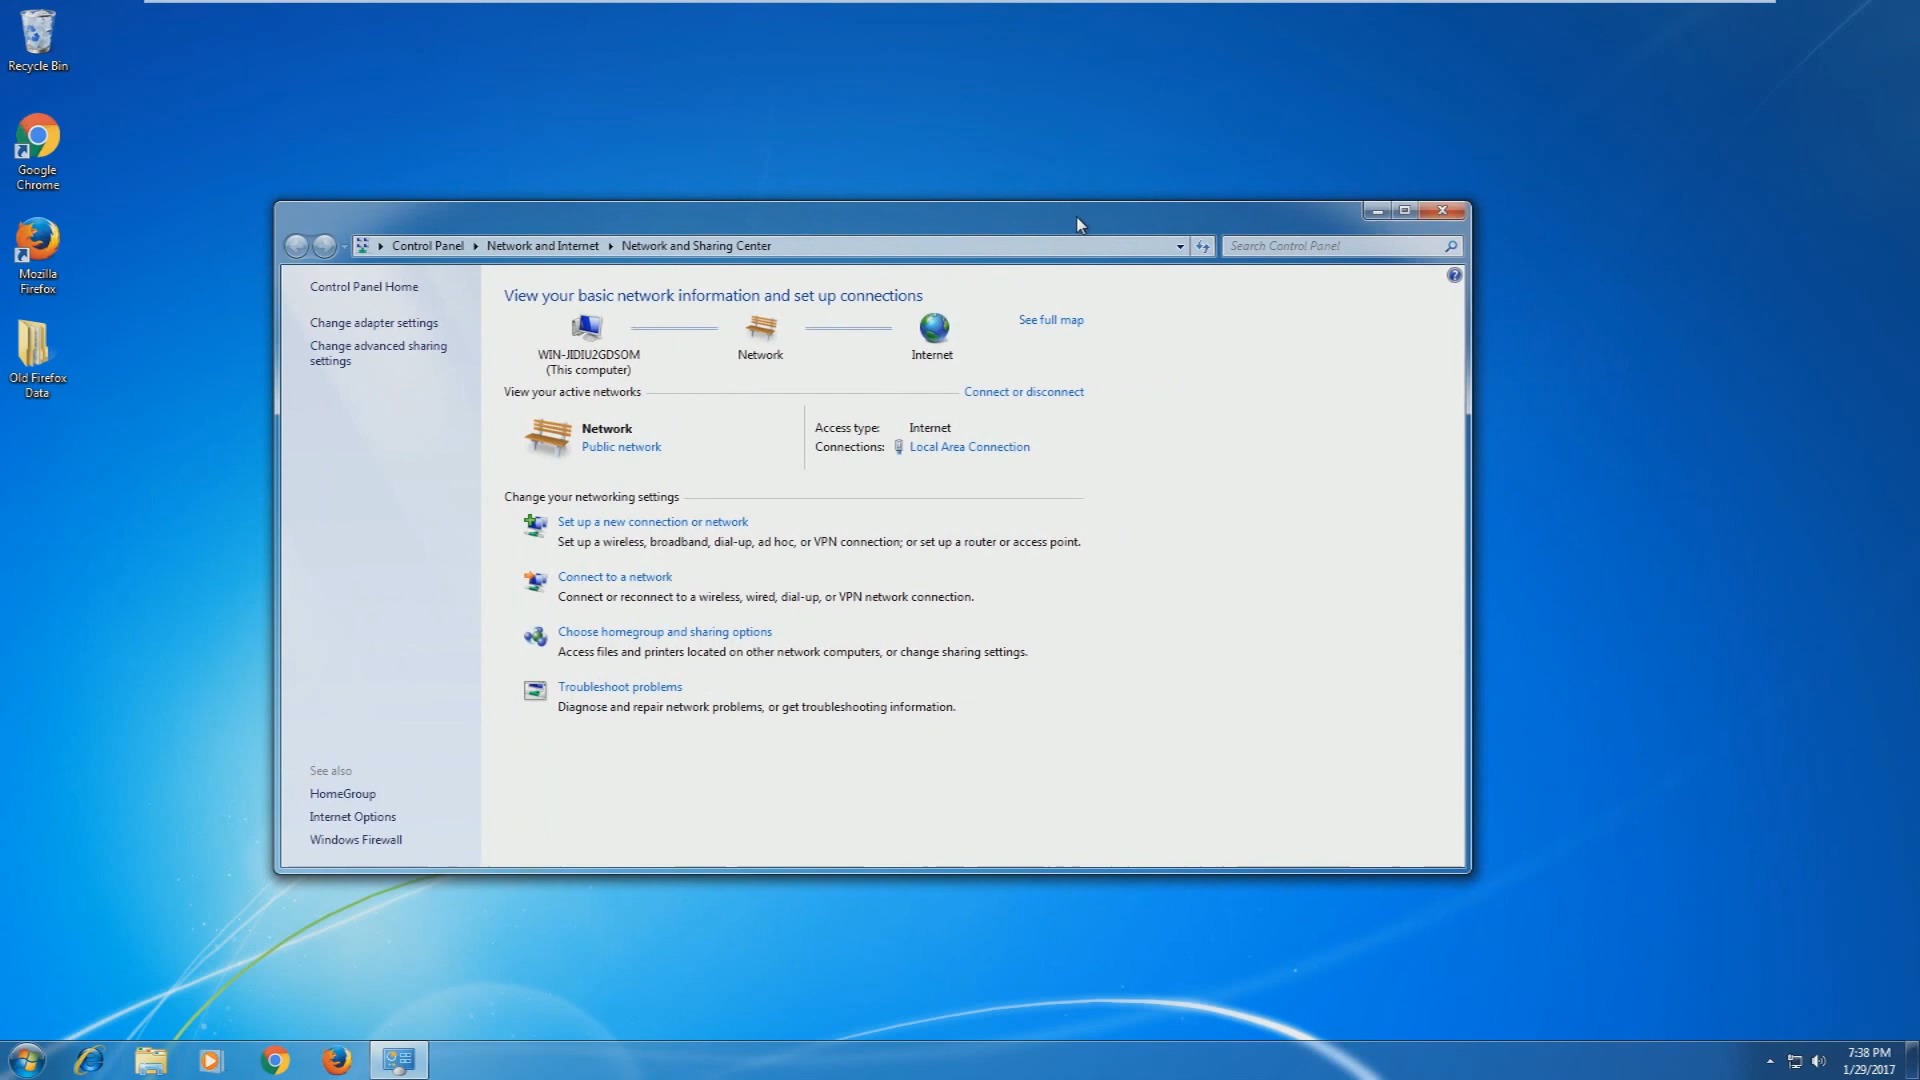 Recycle Bin
Google
Chrome
Mozilla
Firefox
Old Firefox
Data
Control Panel
Network and Internet
Network and Sharing Center
Search Control Panel
Control Panel Home
Change adapter settings
Change advanced sharing
settings
See also
HomeGroup
Internet Options
Windows Firewall
View your basic network information and set up connections
See full map
WIN-JIDIU2GDSOM
(This computer)
Network
Internet
View your active networks
Connect or disconnect
Network
Public network
Access type: Internet
Connections: Local Area Connection
Change your networking settings
Set up a new connection or network
Set up a wireless, broadband, dial-up, ad hoc, or VPN connection; or set up a router or access point.
Connect to a network
Connect or reconnect to a wireless, wired, dial-up, or VPN network connection.
Choose homegroup and sharing options
Access files and printers located on other network computers, or change sharing settings.
Troubleshoot problems
Diagnose and repair network problems, or get troubleshooting information.
7:38 PM
1/29/2017